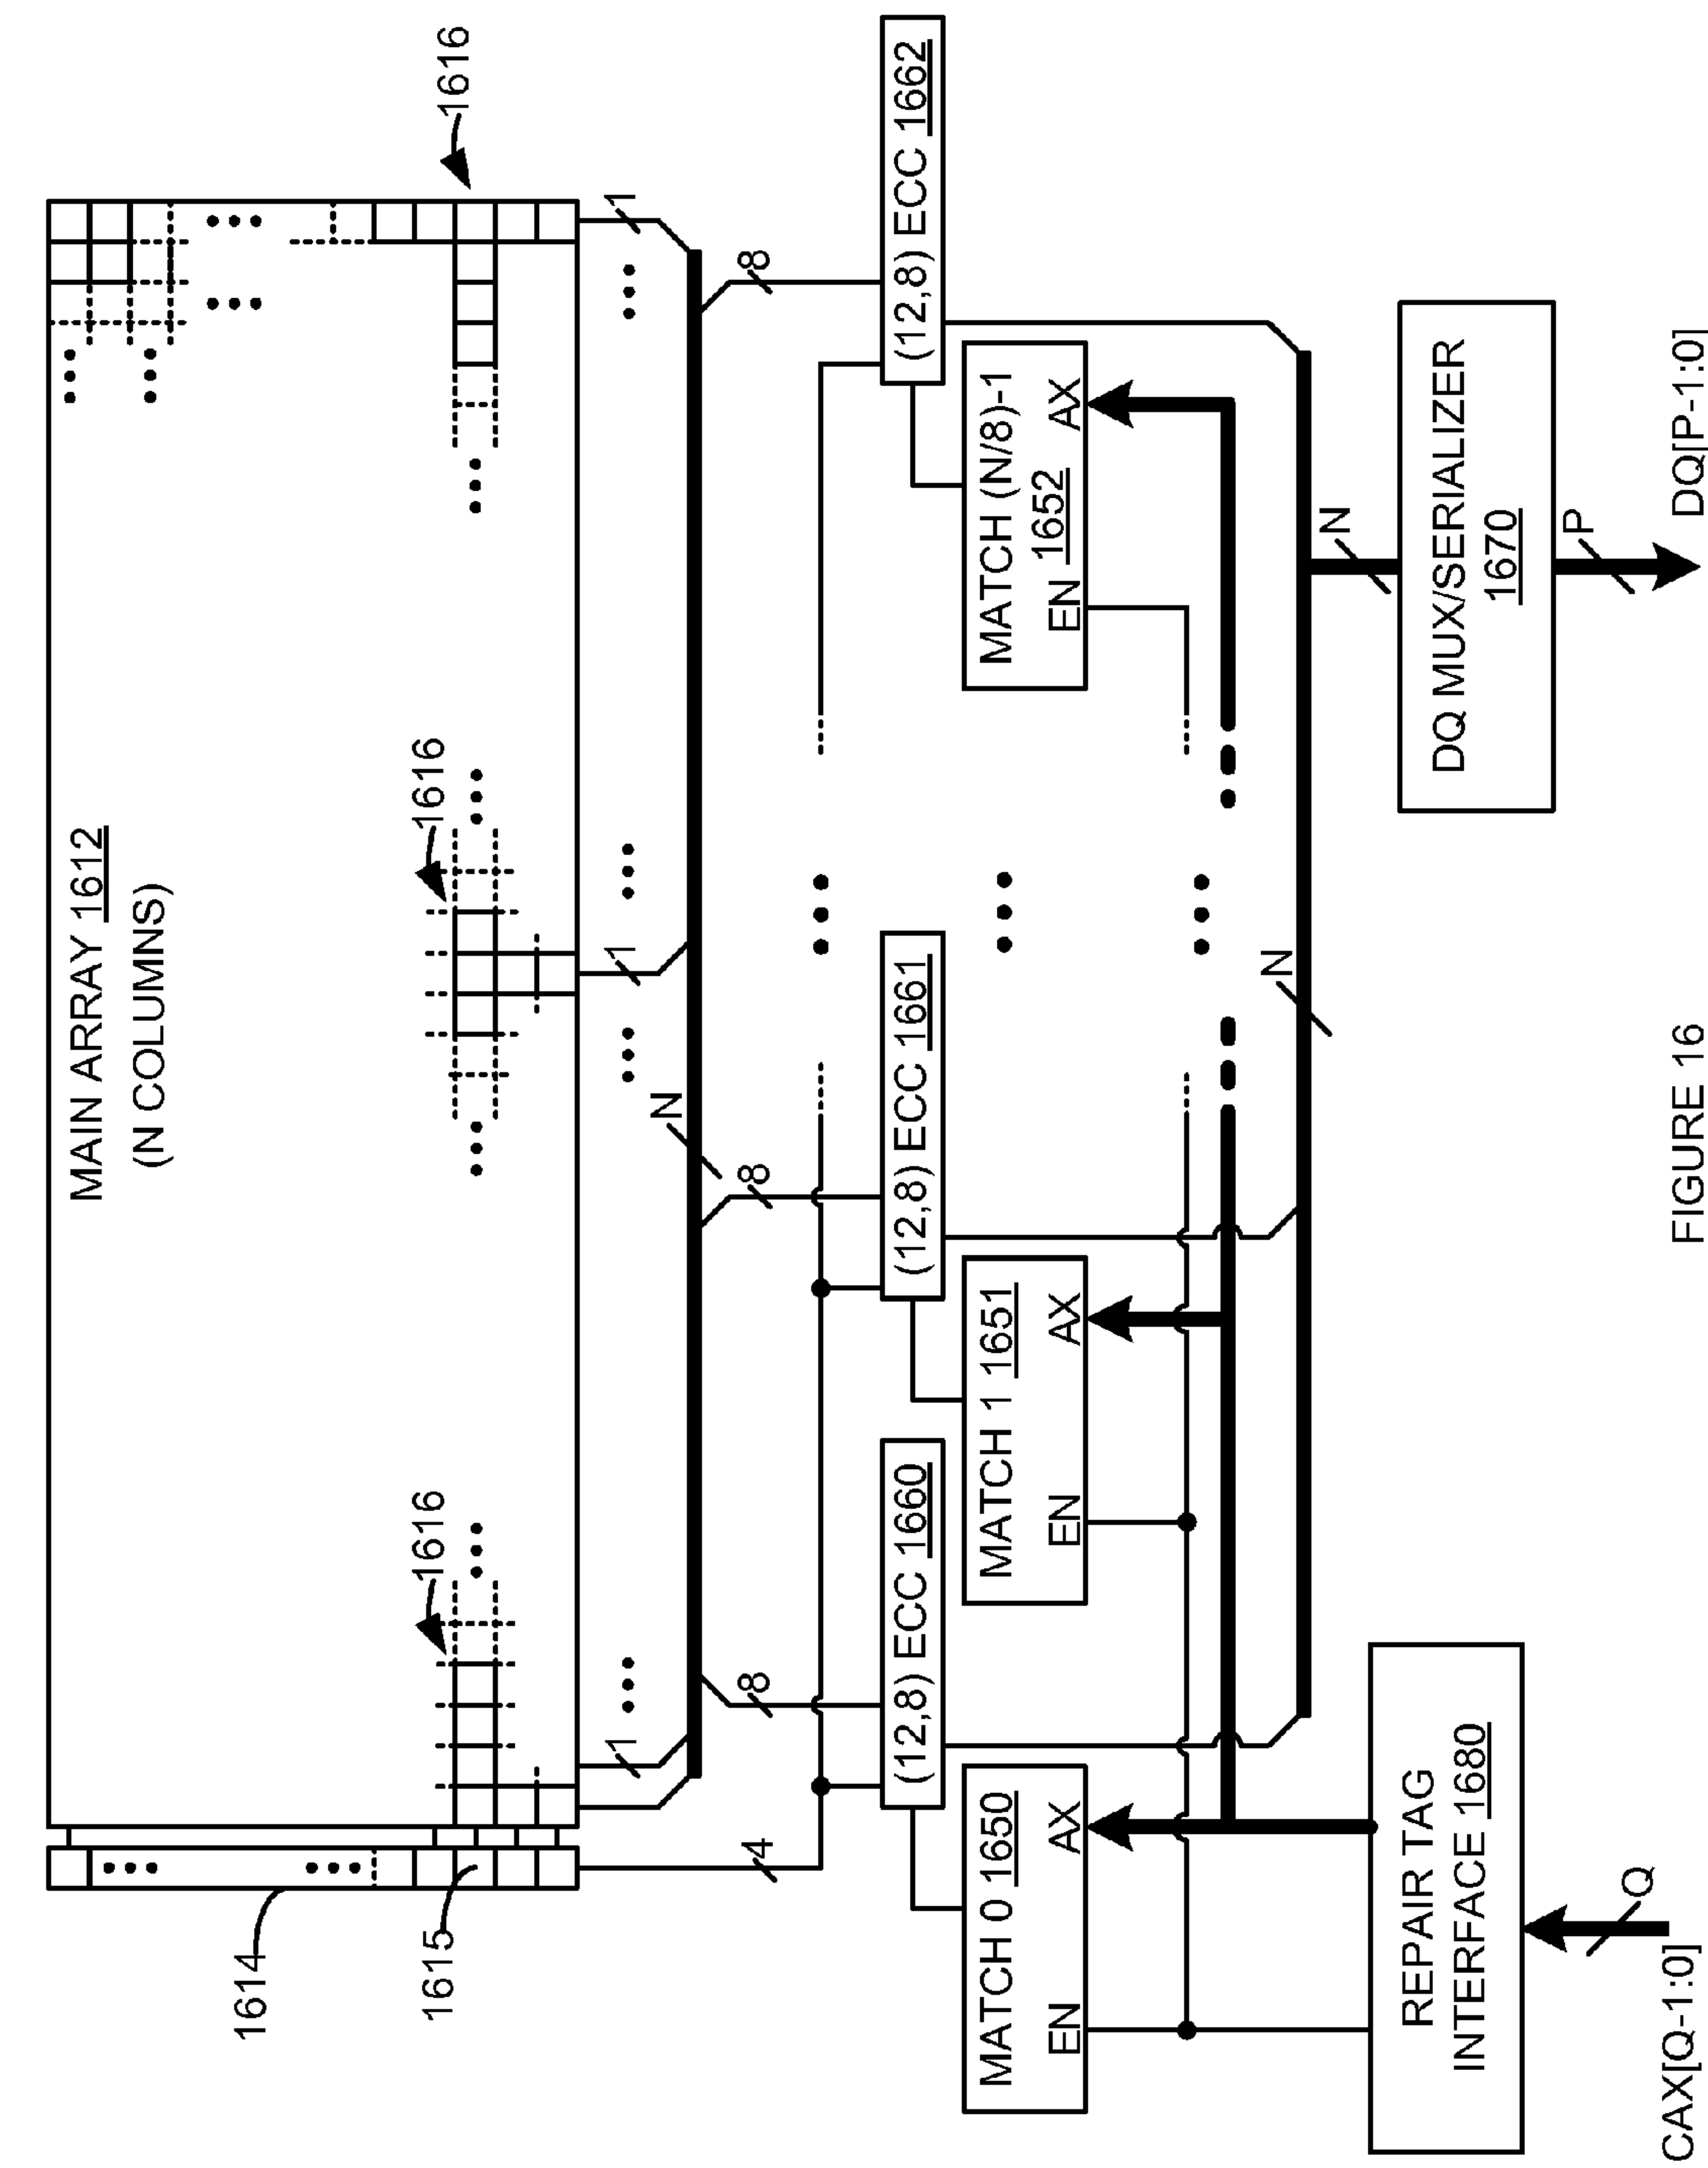 MAIN ARRAY 1612
(N COLUMNS)
1614
1615
1616
1616
1616
4
1
1
1
N
8
8
8
(12,8) ECC 1660
(12,8) ECC 1661
(12,8) ECC 1662
MATCH 0 1650
EN
AX
MATCH 1 1651
EN
AX
MATCH (N/8)-1
1652
EN
AX
N
N
REPAIR TAG
INTERFACE 1680
DQ MUX/SERIALIZER
1670
Q
P
CAX[Q-1:0]
DQ[P-1:0]
FIGURE 16